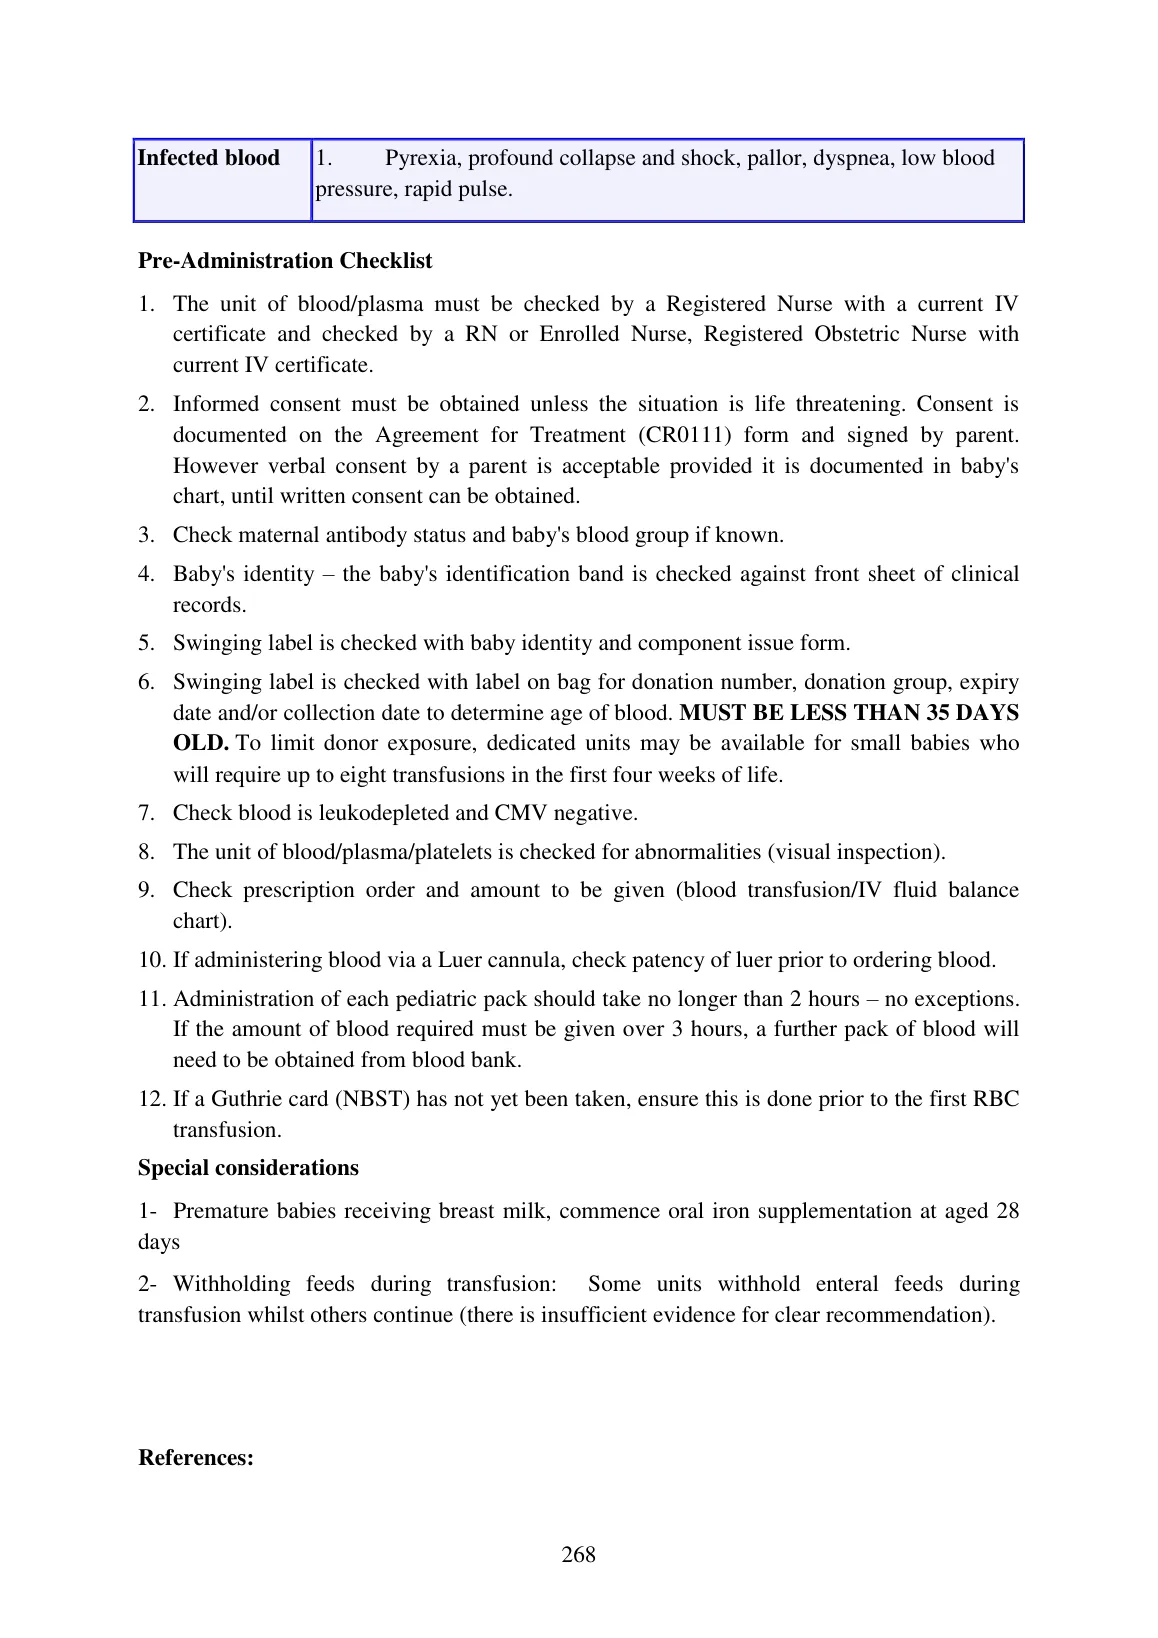 Infected blood 1. Pyrexia, profound collapse and shock, pallor, dyspnea, low blood
pressure, rapid pulse.
Pre-Administration Checklist
1. The unit of blood/plasma must be checked by a Registered Nurse with a current IV
certificate and checked by a RN or Enrolled Nurse, Registered Obstetric Nurse with
current IV certificate.
2. Informed consent must be obtained unless the situation is life threatening. Consent is
documented on the Agreement for Treatment (CR0111) form and signed by parent.
However verbal consent by a parent is acceptable provided it is documented in baby's
chart, until written consent can be obtained.
3. Check maternal antibody status and baby's blood group if known.
4. Baby's identity – the baby's identification band is checked against front sheet of clinical
records.
5. Swinging label is checked with baby identity and component issue form.
6. Swinging label is checked with label on bag for donation number, donation group, expiry
date and/or collection date to determine age of blood. MUST BE LESS THAN 35 DAYS
OLD. To limit donor exposure, dedicated units may be available for small babies who
will require up to eight transfusions in the first four weeks of life.
7. Check blood is leukodepleted and CMV negative.
8. The unit of blood/plasma/platelets is checked for abnormalities (visual inspection).
9. Check prescription order and amount to be given (blood transfusion/IV fluid balance
chart).
10. If administering blood via a Luer cannula, check patency of luer prior to ordering blood.
11. Administration of each pediatric pack should take no longer than 2 hours – no exceptions.
If the amount of blood required must be given over 3 hours, a further pack of blood will
need to be obtained from blood bank.
12. If a Guthrie card (NBST) has not yet been taken, ensure this is done prior to the first RBC
transfusion.
Special considerations
1- Premature babies receiving breast milk, commence oral iron supplementation at aged 28
days
2- Withholding feeds during transfusion: Some units withhold enteral feeds during
transfusion whilst others continue (there is insufficient evidence for clear recommendation).
References:
268